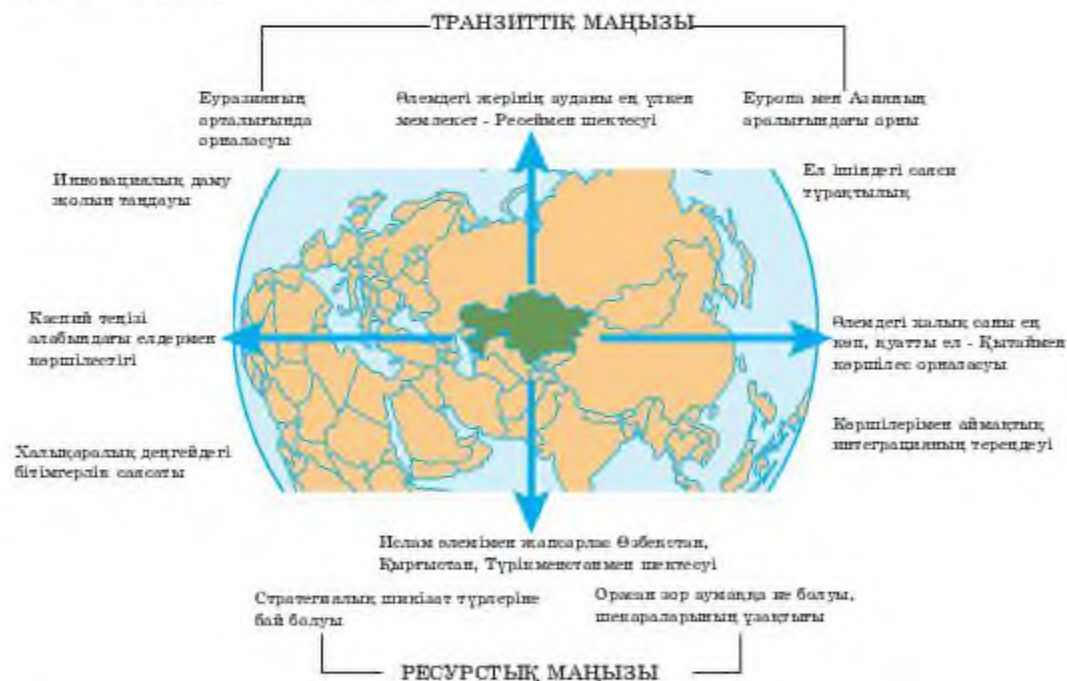 ТРАНЗИТТІК МАҢЫЗЫ
Еуразияның
орталығында
орналасуы
Әлемдегі жерінің ауданы ең үлкен
мемлекет - Ресеймен шектесуі
Еуропа мен Азияның
аралығындағы орны
Инновациялық даму
жолын таңдауы
Ел ішіндегі саяси
тұрақтылық
Каспий теңізі
алабындағы елдермен
көршілестігі
Әлемдегі халық саны ең
көп, қуатты ел - Қытаймен
көршілес орналасуы
Халықаралық деңгейдегі
бітімгерлік саясаты
Көршілерімен аймақтық
интеграцияның тереңдеуі
Ислам әлемімен жапсарлас Өзбекстан,
Қырғыстан, Түрікменстанмен шектесуі
Стратегиялық шикізат түрлеріне
бай болуы
Орасан зор аумаққа ие болуы,
шекараларының ұзақтығы
РЕСУРСТЫҚ МАҢЫЗЫ